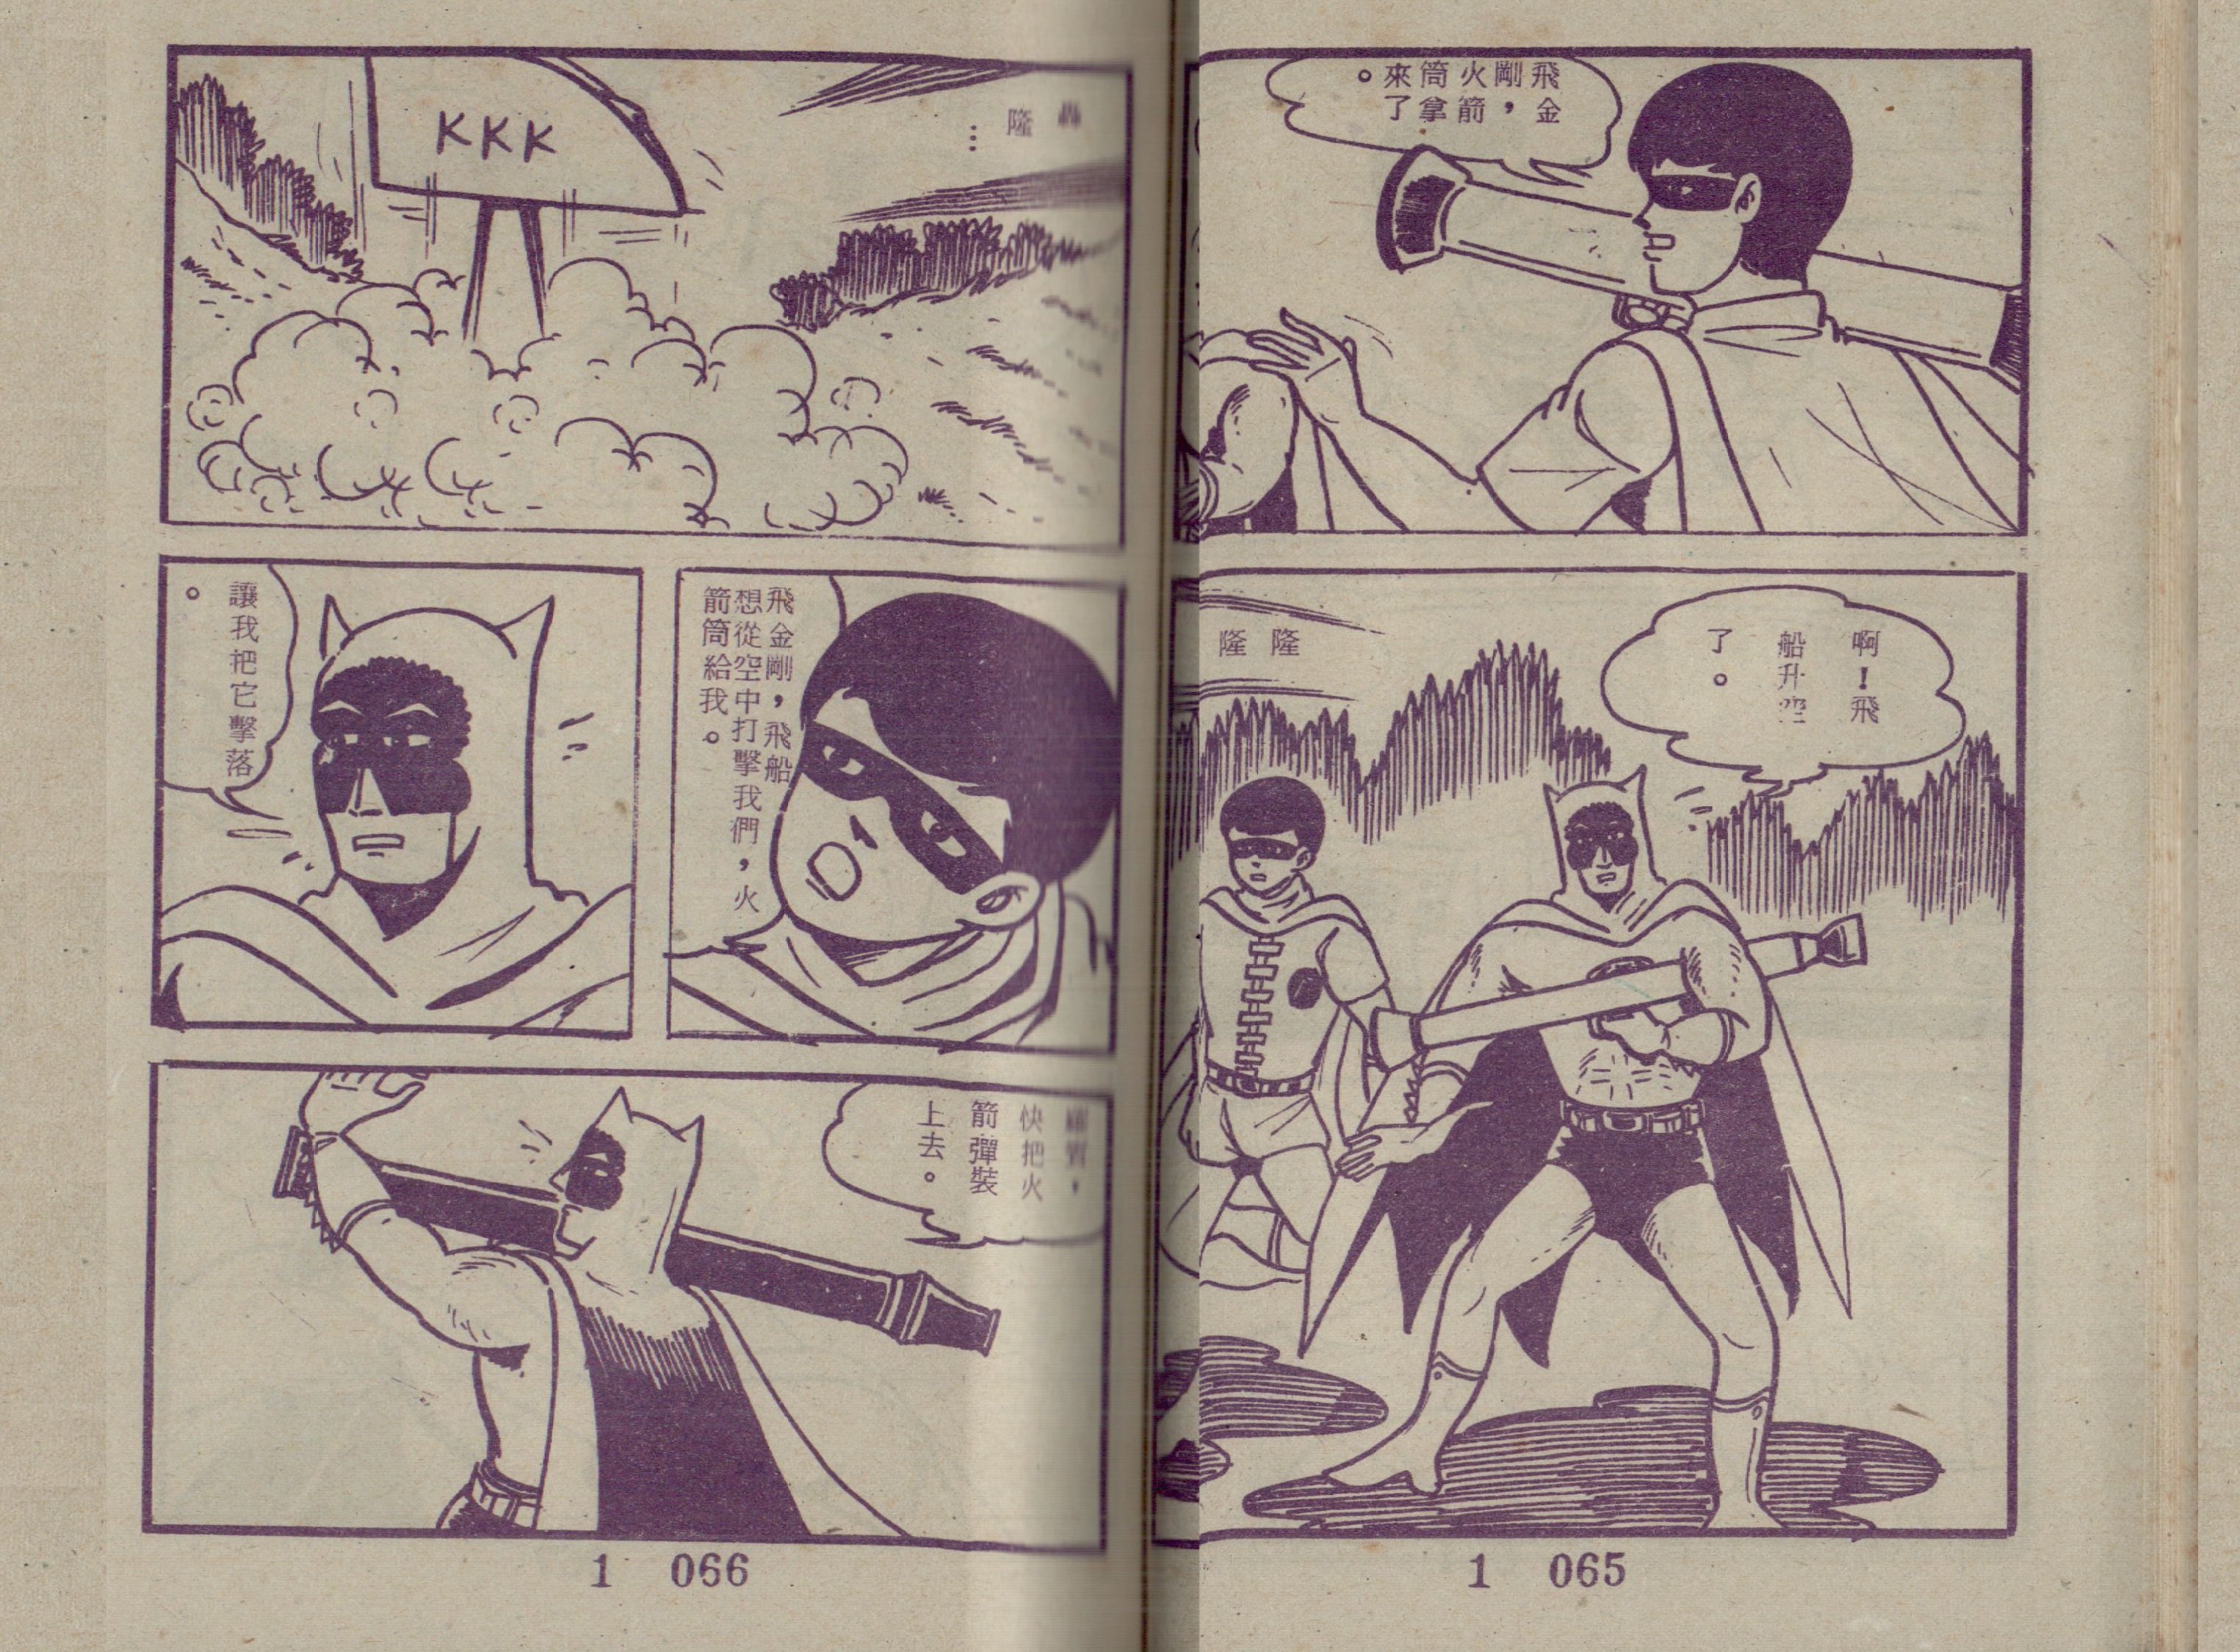 飛金
剛，
火箭
筒拿
來了
。
啊！飛
船升空
了。
隆
隆
1 065
隆
…
KKK
飛金剛，飛船
想從空中打擊我們，火
箭筒給我。
讓我把它擊落
。
快把火
箭彈裝
上去。
1 066